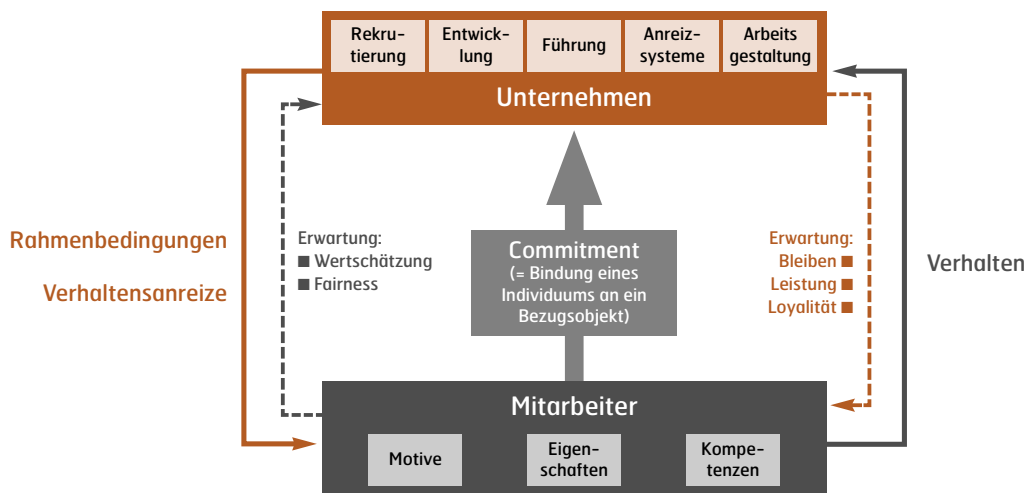 Rekru-
tierung
Entwick-
lung
Führung
Anreiz-
systeme
Arbeits
gestaltung
Unternehmen
Rahmenbedingungen
Verhaltensanreize
Erwartung:
■ Wertschätzung
■ Fairness
Commitment
(= Bindung eines
Individuums an ein
Bezugsobjekt)
Erwartung:
Bleiben ■
Leistung ■
Loyalität ■
Verhalten
Mitarbeiter
Motive
Eigen-
schaften
Kompe-
tenzen